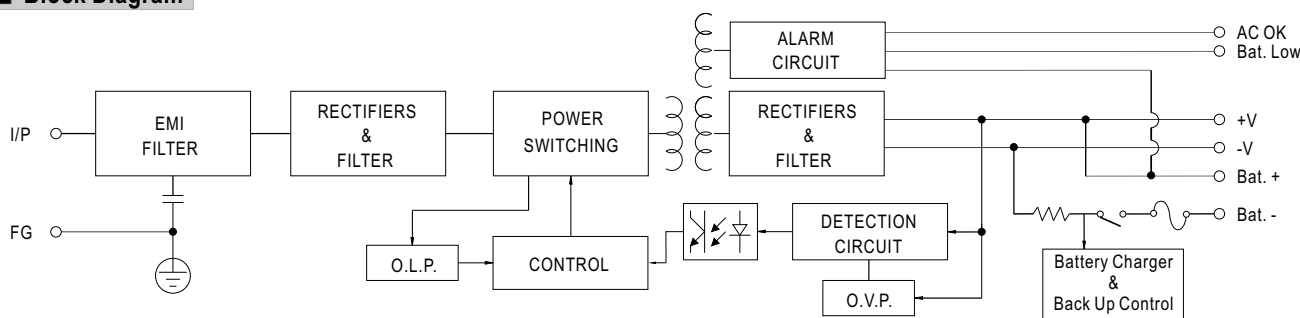 Block Diagram
I/P
FG
EMI
FILTER
RECTIFIERS
&
FILTER
POWER
SWITCHING
O.L.P.
CONTROL
ALARM
CIRCUIT
RECTIFIERS
&
FILTER
DETECTION
CIRCUIT
O.V.P.
AC OK
Bat. Low
+V
-V
Bat. +
Bat. -
Battery Charger
&
Back Up Control